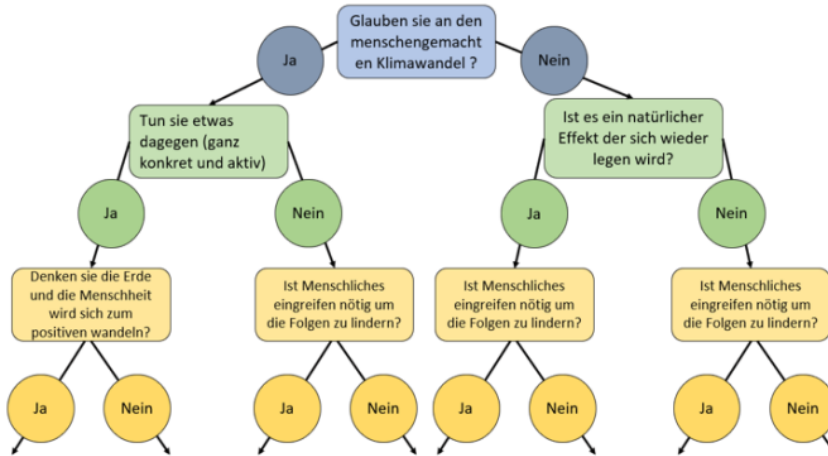 Glauben sie an den
menschengemacht
en Klimawandel ?
Ja
Nein
Tun sie etwas
dagegen (ganz
konkret und aktiv)
Ist es ein natürlicher
Effekt der sich wieder
legen wird?
Ja
Nein
Ja
Nein
Denken sie die Erde
und die Menschheit
wird sich zum
positiven wandeln?
Ist Menschliches
eingreifen nötig um
die Folgen zu lindern?
Ist Menschliches
eingreifen nötig um
die Folgen zu lindern?
Ist Menschliches
eingreifen nötig um
die Folgen zu lindern?
Ja
Nein
Ja
Nein
Ja
Nein
Ja
Nein